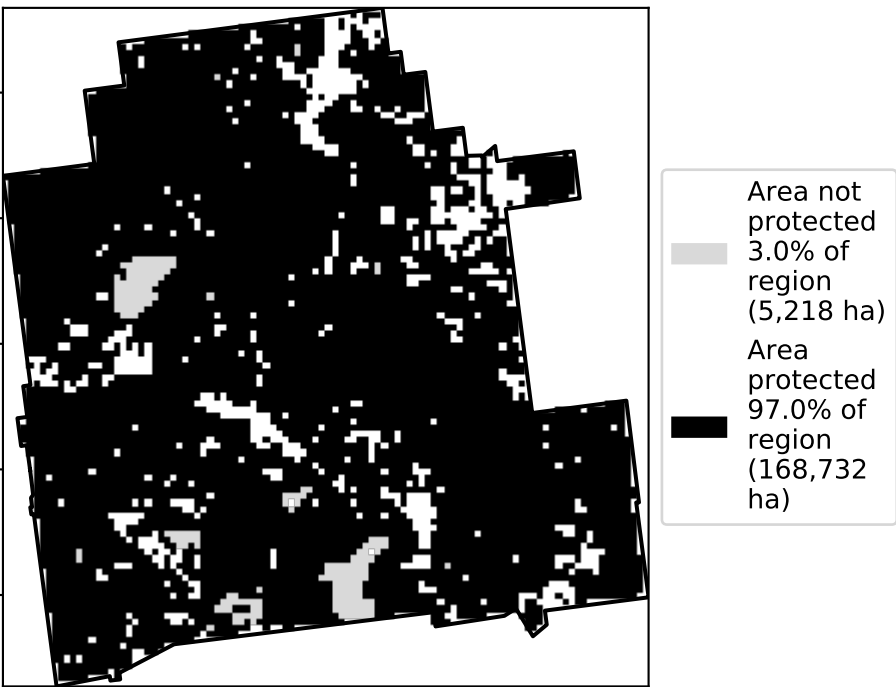 Area not
protected
3.0% of
region
(5,218 ha)
Area
protected
97.0% of
region
(168,732
ha)